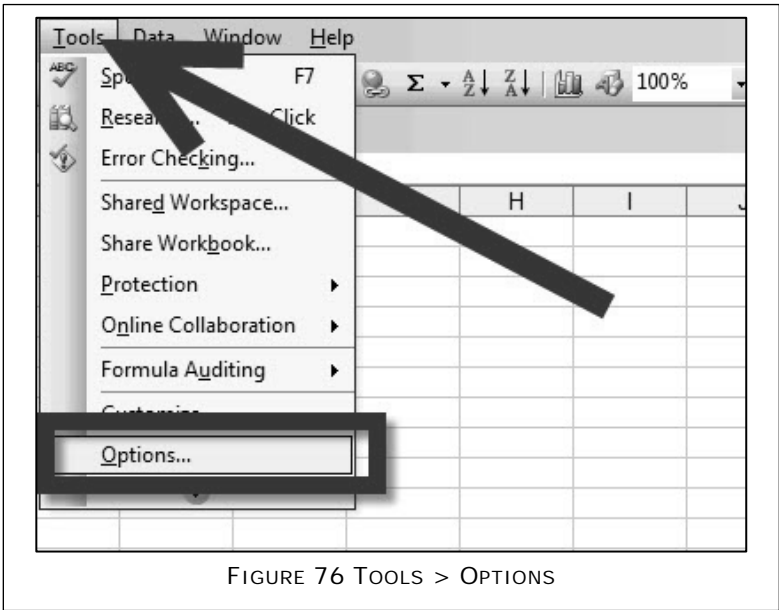 Tools Data Window Help
ABC
F7
Σ A Z Z A 100%
Click
Error Checking...
Shared Workspace...
H I
Share Workbook...
Protection
Online Collaboration
Formula Auditing
Options...
FIGURE 76 TOOLS > OPTIONS